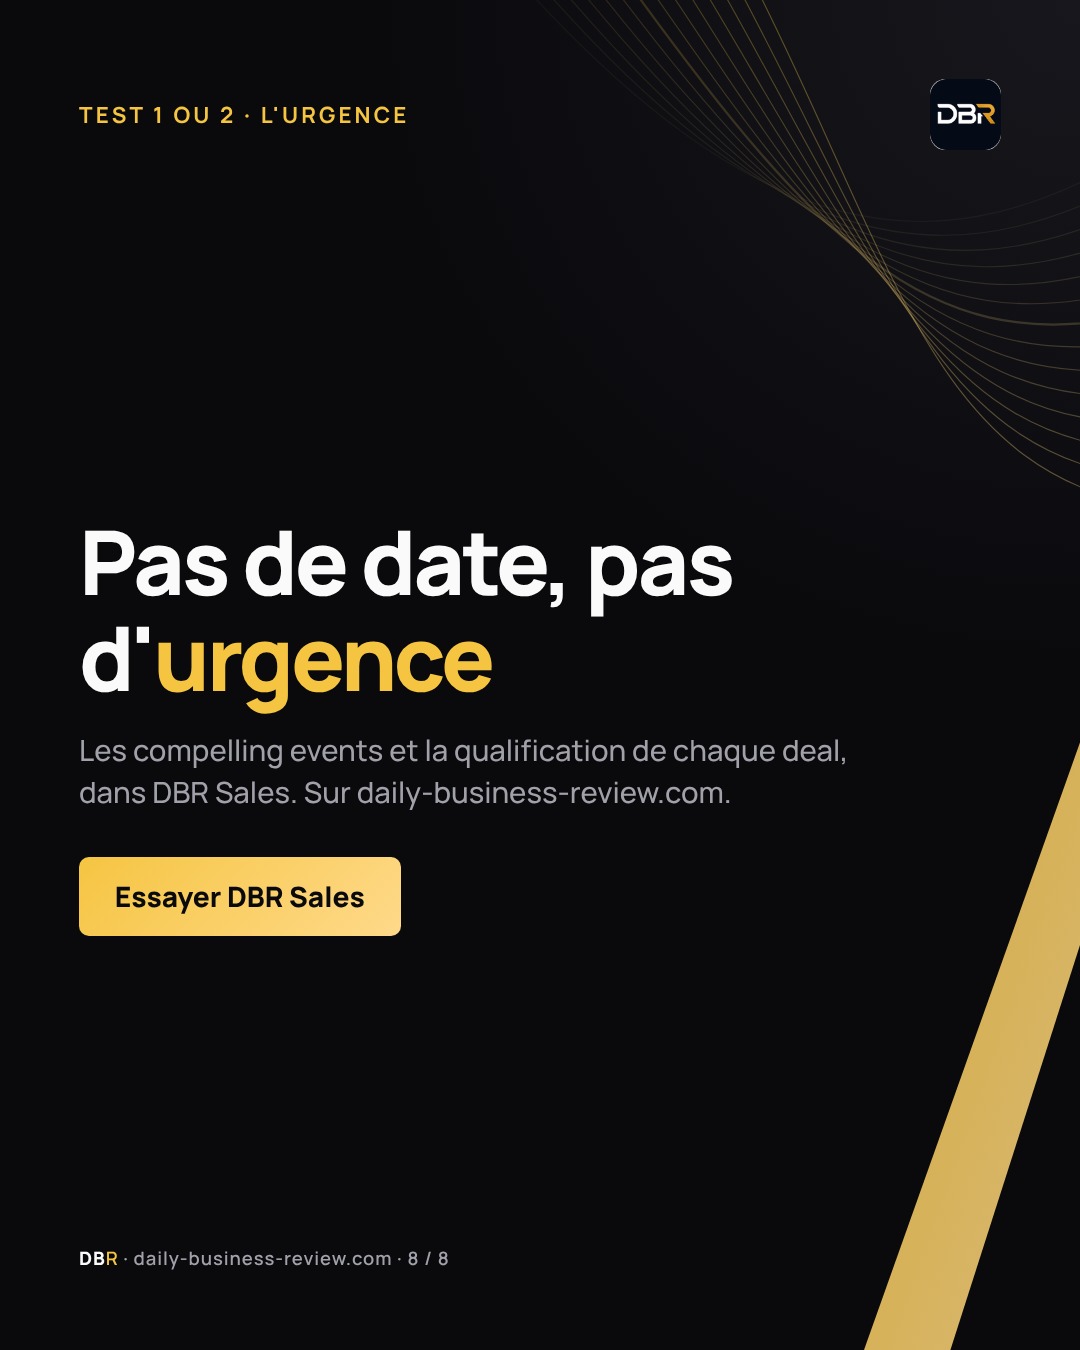 TEST 1 OU 2 · L'URGENCE
DBR
Pas de date, pas
d'urgence
Les compelling events et la qualification de chaque deal,
dans DBR Sales. Sur daily-business-review.com.
Essayer DBR Sales
DBR · daily-business-review.com · 8 / 8